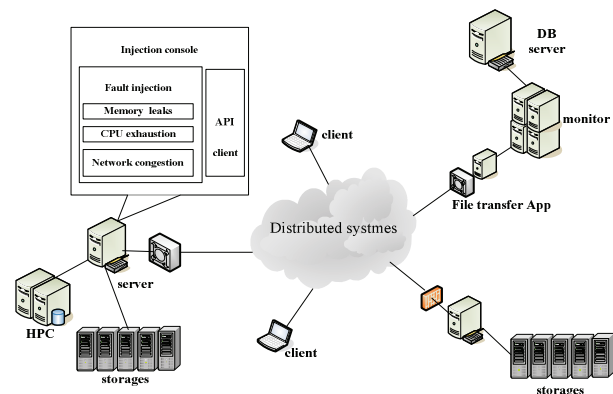 Injection console
Fault injection
Memory leaks
CPU exhaustion
Network congestion
API
client
DB
server
monitor
client
File transfer App
Distributed systmes
server
HPC
storages
client
storages